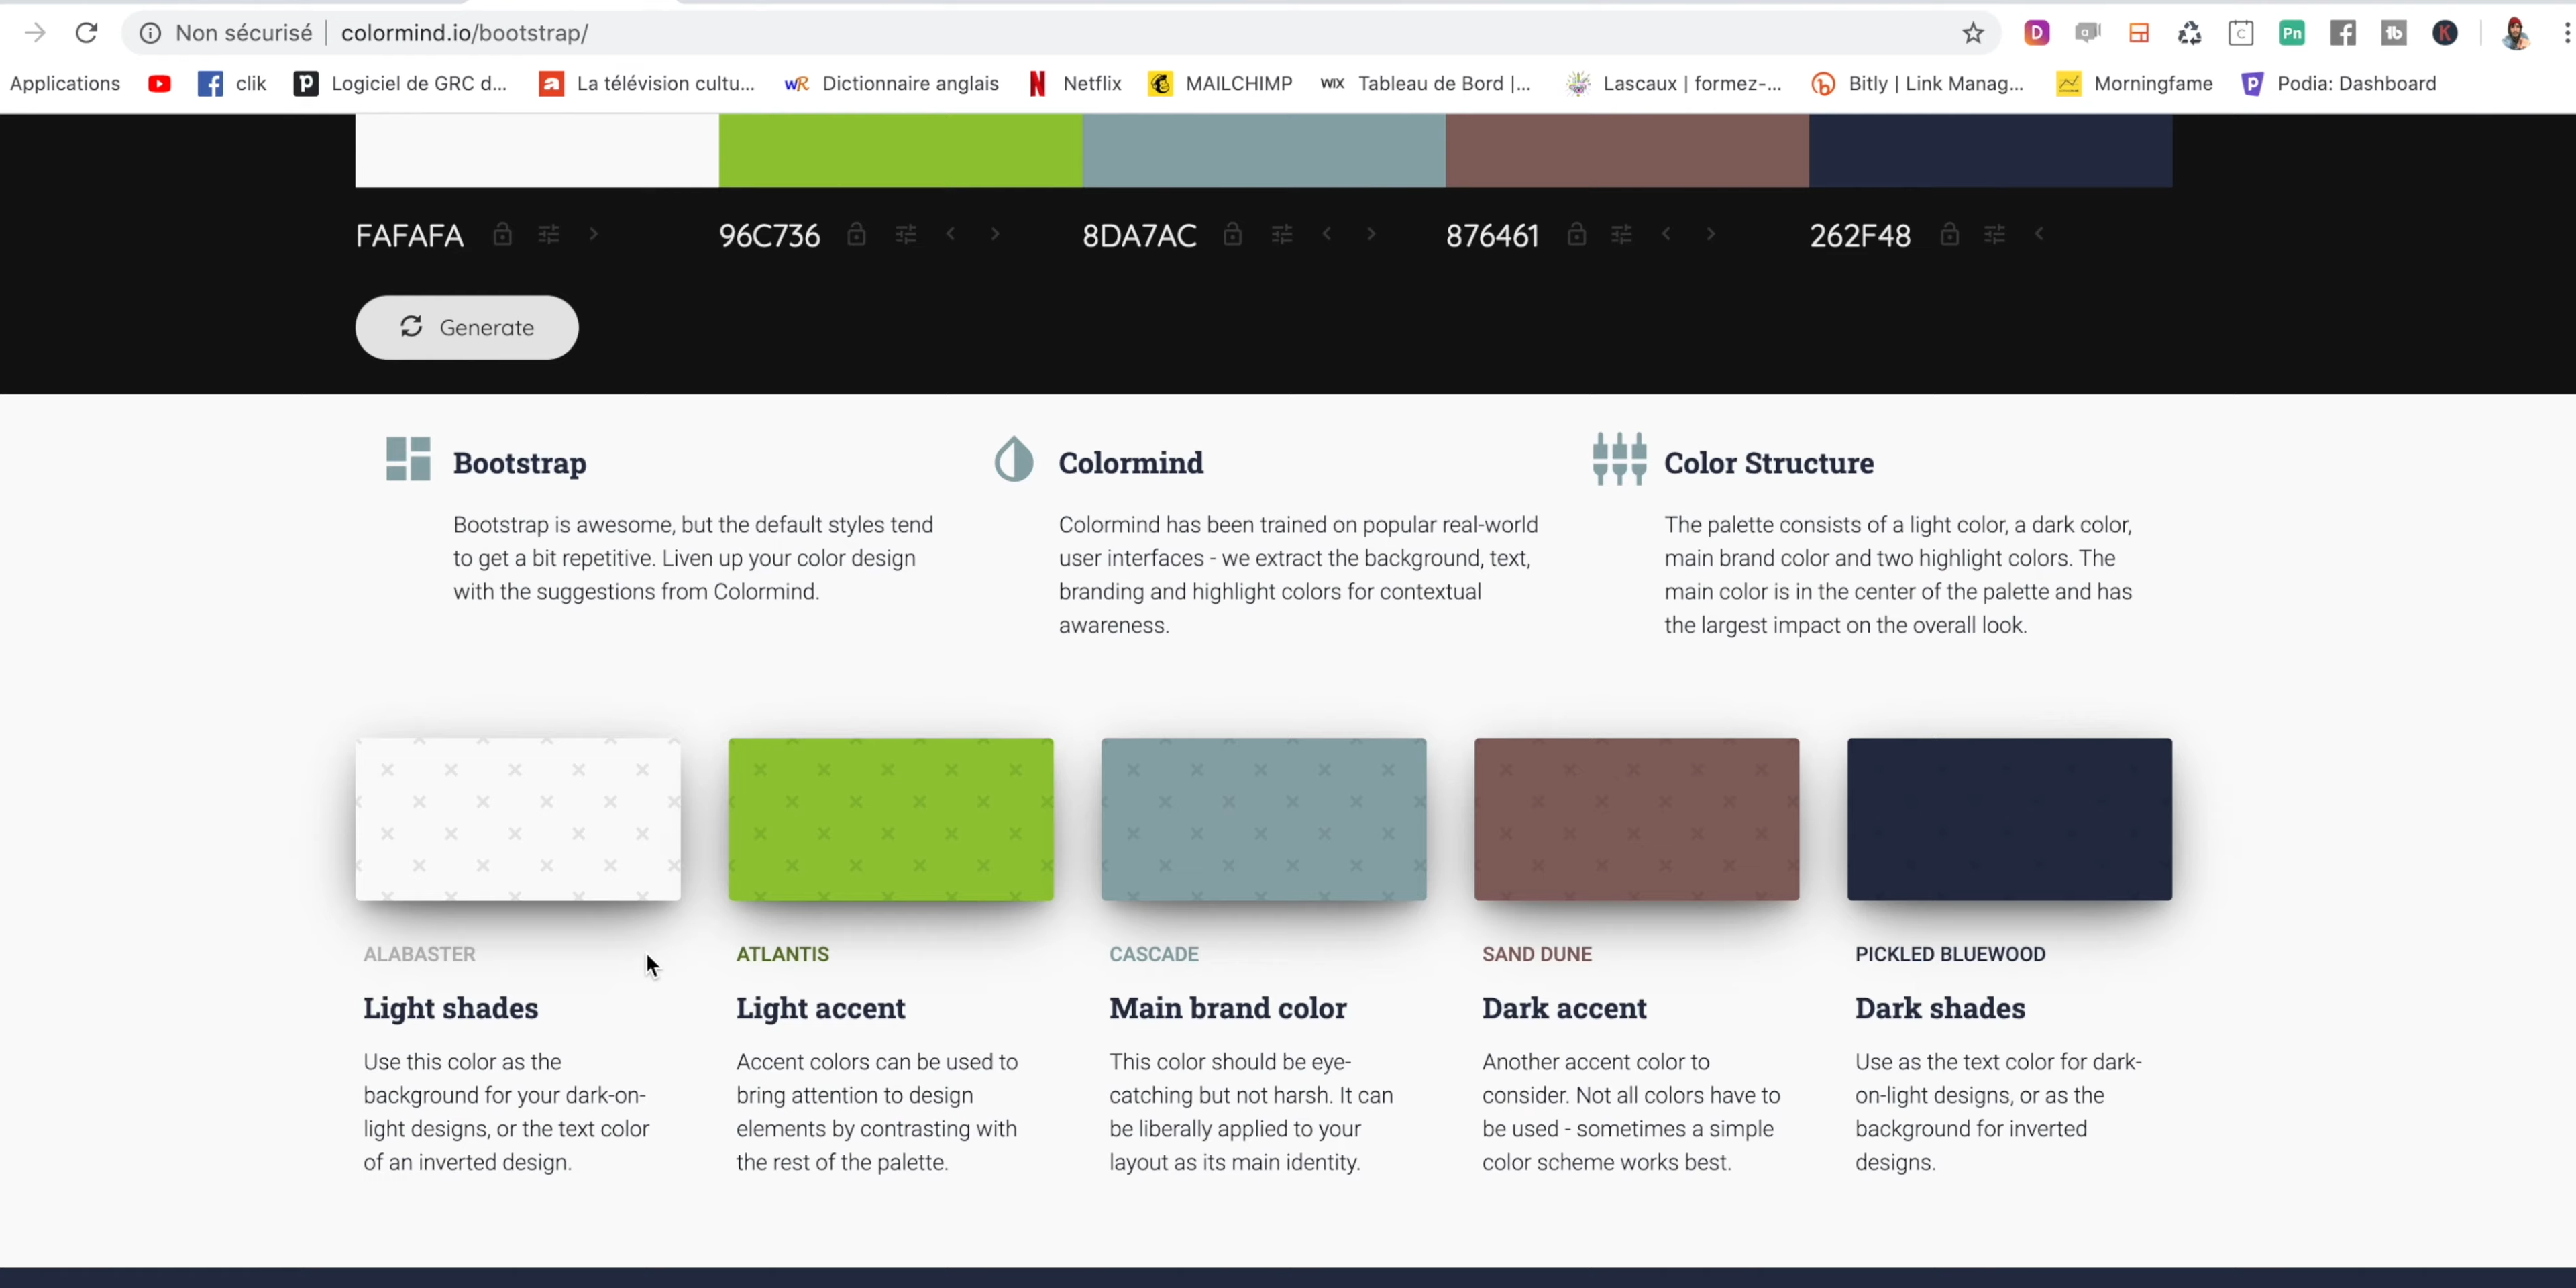 Non sécurisé colormind.io/bootstrap/
Applications clik Logiciel de GRC d... La télévision cultu... Dictionnaire anglais Netflix MAILCHIMP WIX Tableau de Bord |... Lascaux | formez-... Bitly | Link Manag... Morningfame Podia: Dashboard
FAFAFA 96C736 8DA7AC 876461 262F48
Generate
Bootstrap
Bootstrap is awesome, but the default styles tend
to get a bit repetitive. Liven up your color design
with the suggestions from Colormind.
Colormind
Colormind has been trained on popular real-world
user interfaces - we extract the background, text,
branding and highlight colors for contextual
awareness.
Color Structure
The palette consists of a light color, a dark color,
main brand color and two highlight colors. The
main color is in the center of the palette and has
the largest impact on the overall look.
ALABASTER
Light shades
Use this color as the
background for your dark-on-
light designs, or the text color
of an inverted design.
ATLANTIS
Light accent
Accent colors can be used to
bring attention to design
elements by contrasting with
the rest of the palette.
CASCADE
Main brand color
This color should be eye-
catching but not harsh. It can
be liberally applied to your
layout as its main identity.
SAND DUNE
Dark accent
Another accent color to
consider. Not all colors have to
be used - sometimes a simple
color scheme works best.
PICKLED BLUEWOOD
Dark shades
Use as the text color for dark-
on-light designs, or as the
background for inverted
designs.